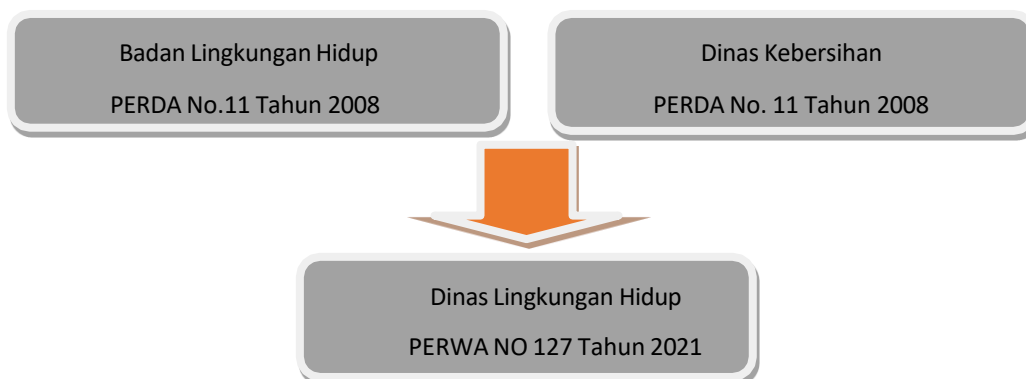 Badan Lingkungan Hidup
PERDA No.11 Tahun 2008
Dinas Kebersihan
PERDA No. 11 Tahun 2008
Dinas Lingkungan Hidup
PERWA NO 127 Tahun 2021